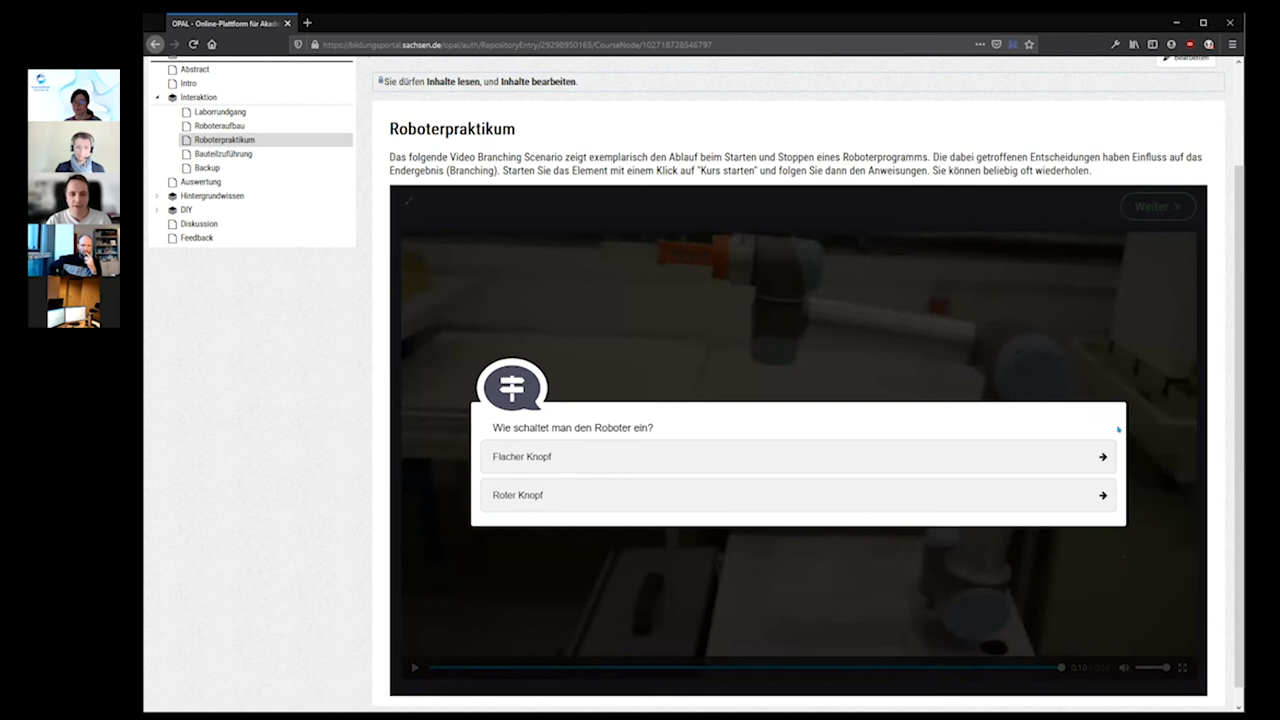 OPAL - Online-Plattform für Akade
https://bildungsportal.sachsen.de/opal/auth/RepositoryEntry/29298950165/CourseNode/102718728546797
Abstract
Intro
Interaktion
Laborrundgang
Roboteraufbau
Roboterpraktikum
Bauteilzuführung
Backup
Auswertung
Hintergrundwissen
DIY
Diskussion
Feedback
Bearbeiten
Sie dürfen Inhalte lesen, und Inhalte bearbeiten.
Roboterpraktikum
Das folgende Video Branching Scenario zeigt exemplarisch den Ablauf beim Starten und Stoppen eines Roboterprogramms. Die dabei getroffenen Entscheidungen haben Einfluss auf das
Endergebnis (Branching). Starten Sie das Element mit einem Klick auf "Kurs starten" und folgen Sie dann den Anweisungen. Sie können beliebig oft wiederholen.
Weiter »
Wie schaltet man den Roboter ein?
Flacher Knopf
Roter Knopf
0:10